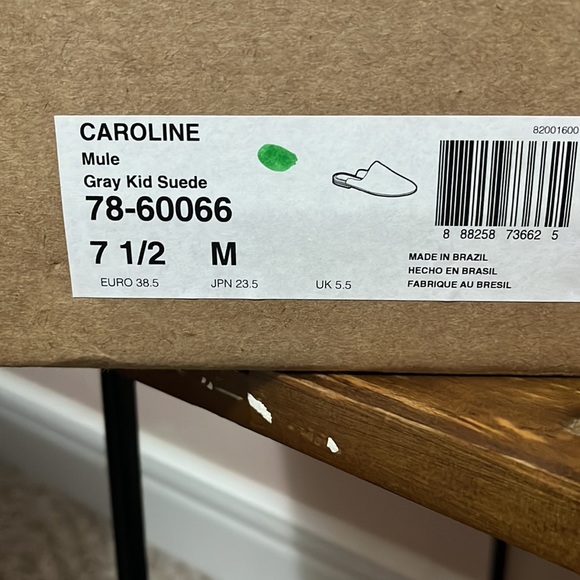 CAROLINE
82001600
Mule
Gray Kid Suede
78-60066
8 88258 73662 5
7 1/2 M
MADE IN BRAZIL
HECHO EN BRASIL
FABRIQUE AU BRESIL
EURO 38.5 JPN 23.5 UK 5.5